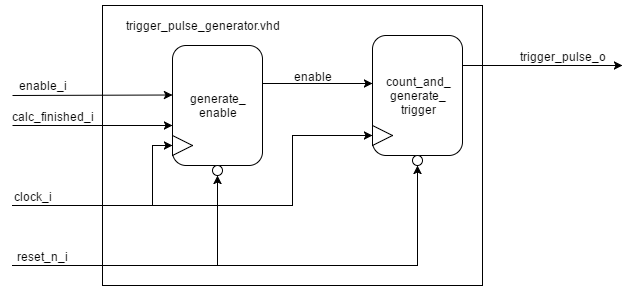 trigger_pulse_generator.vhd
trigger_pulse_o
enable_i
enable
generate_
enable
count_and_
generate_
trigger
calc_finished_i
clock_i
reset_n_i